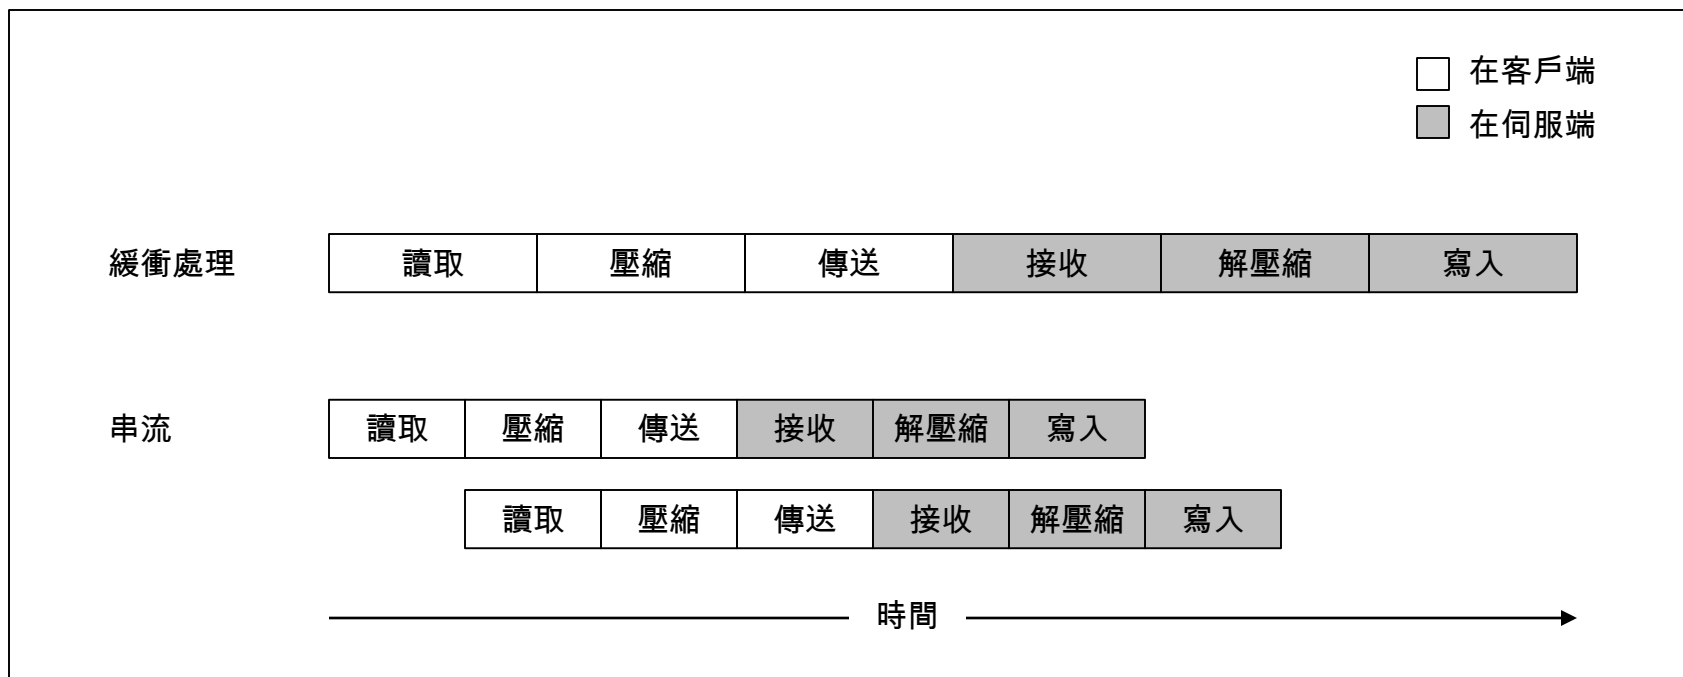 在客戶端
在伺服端
緩衝處理 讀取 壓縮 傳送 接收 解壓縮 寫入
串流 讀取 壓縮 傳送 接收 解壓縮 寫入
讀取 壓縮 傳送 接收 解壓縮 寫入
時間